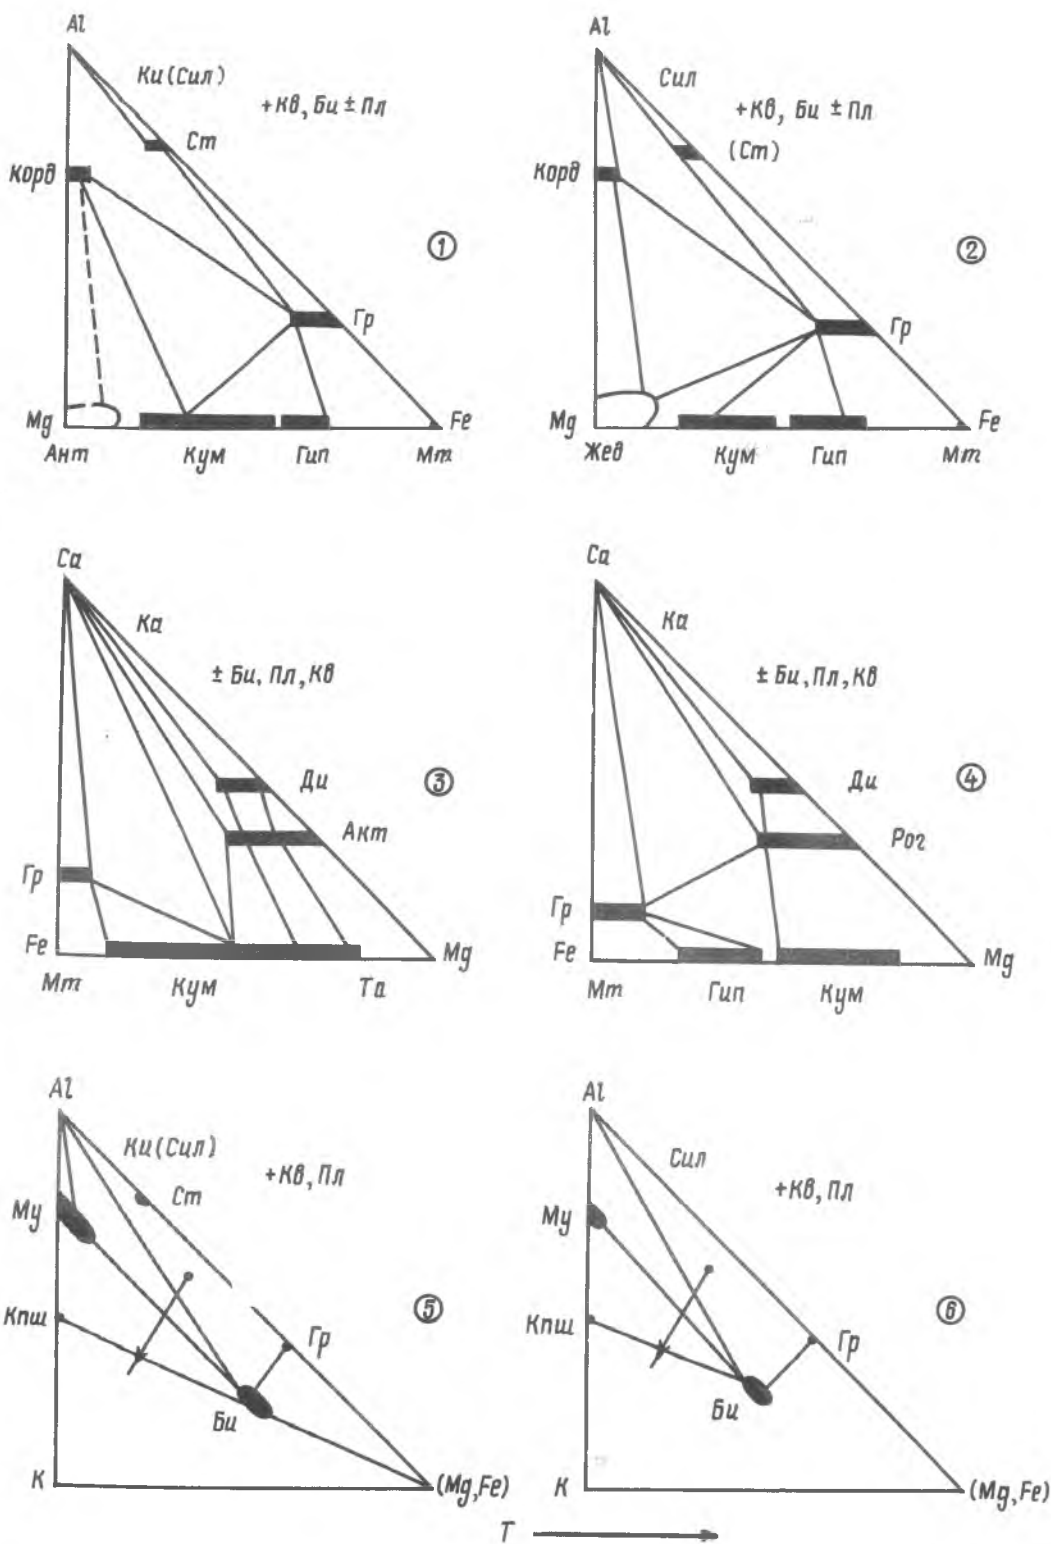 Al
Ки(Сил)
+Кв, Би ± Пл
Ст
Корд
①
Гр
Mg
Fe
Ант Кум Гип Мт
Al
Сил
+Кв, Би ± Пл
(Ст)
Корд
②
Гр
Mg
Fe
Жед Кум Гип Мт
Ca
Ка
± Би, Пл, Кв
Ди
③
Акт
Гр
Fe
Mg
Мт Кум Та
Ca
Ка
± Би, Пл, Кв
Ди
④
Рог
Гр
Fe
Mg
Мт Гип Кум
Al
Ки(Сил)
+Кв, Пл
Ст
Му
⑤
Кпш
Гр
Би
K
(Mg, Fe)
Al
Сил
+Кв, Пл
Му
⑥
Кпш
Гр
Би
K
(Mg, Fe)
T